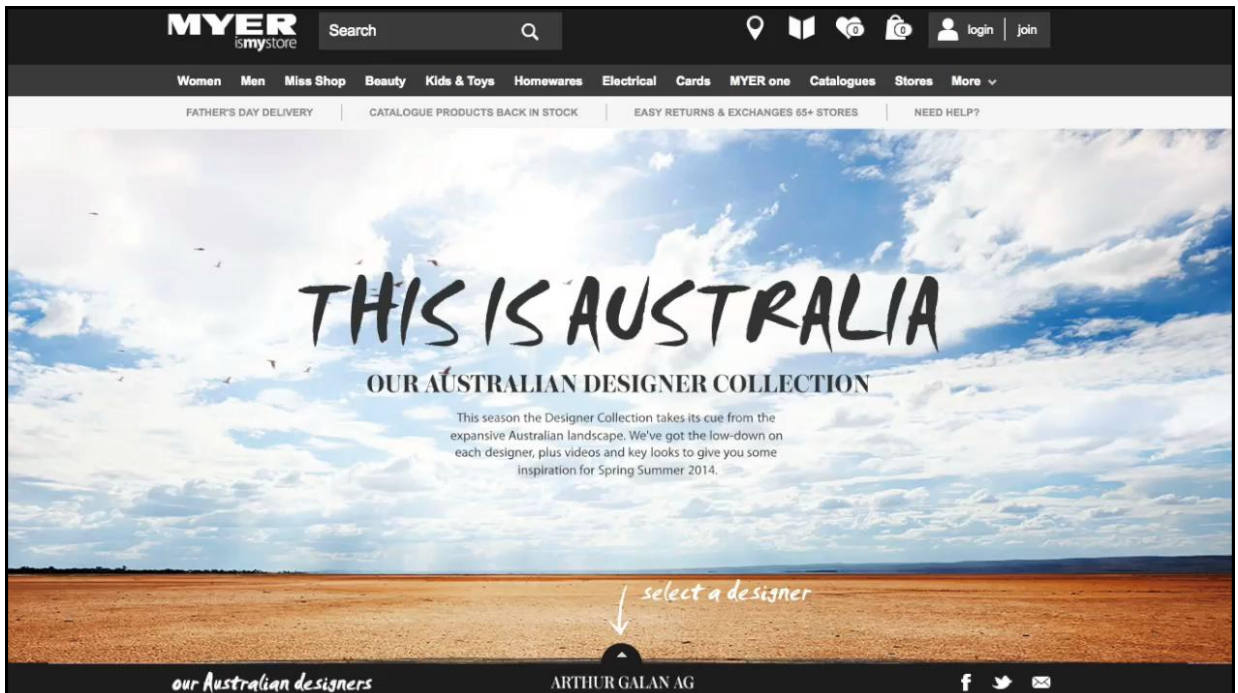 MYER
ismystore
Search
0
0
login | join
Women Men Miss Shop Beauty Kids & Toys Homewares Electrical Cards MYER one Catalogues Stores More
FATHER'S DAY DELIVERY | CATALOGUE PRODUCTS BACK IN STOCK | EASY RETURNS & EXCHANGES 65+ STORES | NEED HELP?
THIS IS AUSTRALIA
OUR AUSTRALIAN DESIGNER COLLECTION
This season the Designer Collection takes its cue from the
expansive Australian landscape. We've got the low-down on
each designer, plus videos and key looks to give you some
inspiration for Spring Summer 2014.
select a designer
our Australian designers
ARTHUR GALAN AG